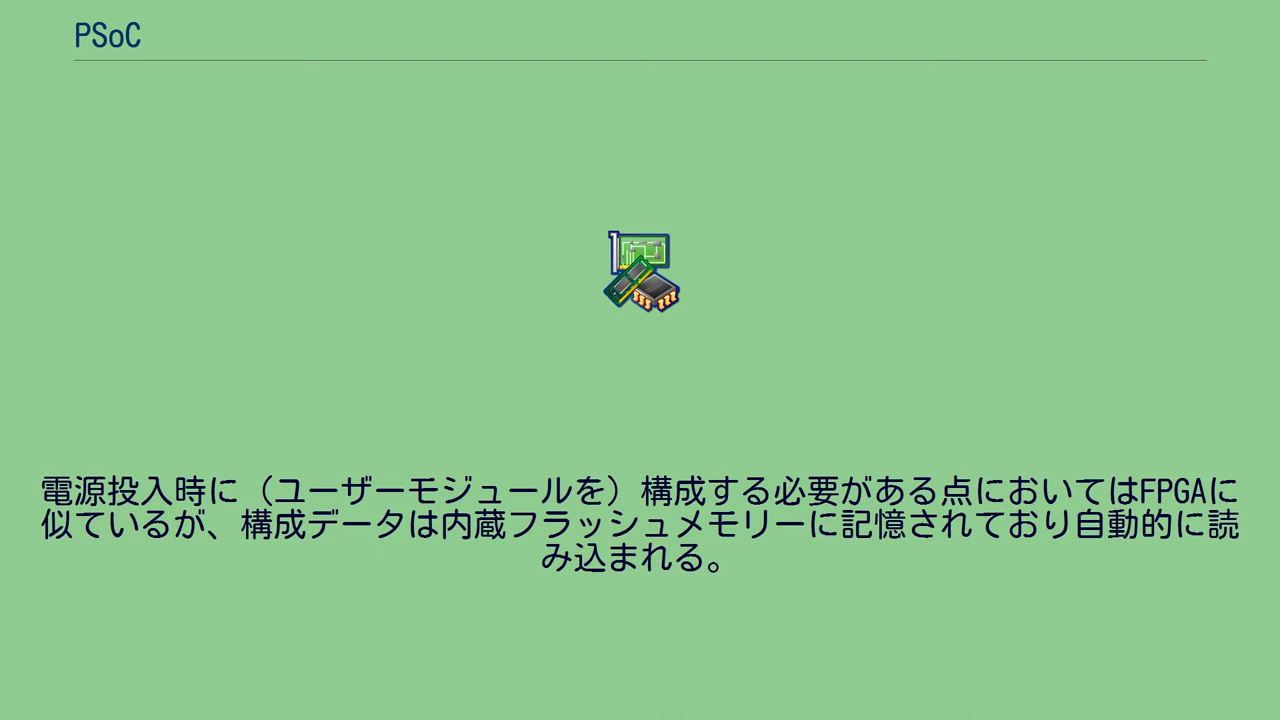 PSoC
電源投入時に（ユーザーモジュールを）構成する必要がある点においてはFPGAに
似ているが、構成データは内蔵フラッシュメモリーに記憶されており自動的に読
み込まれる。